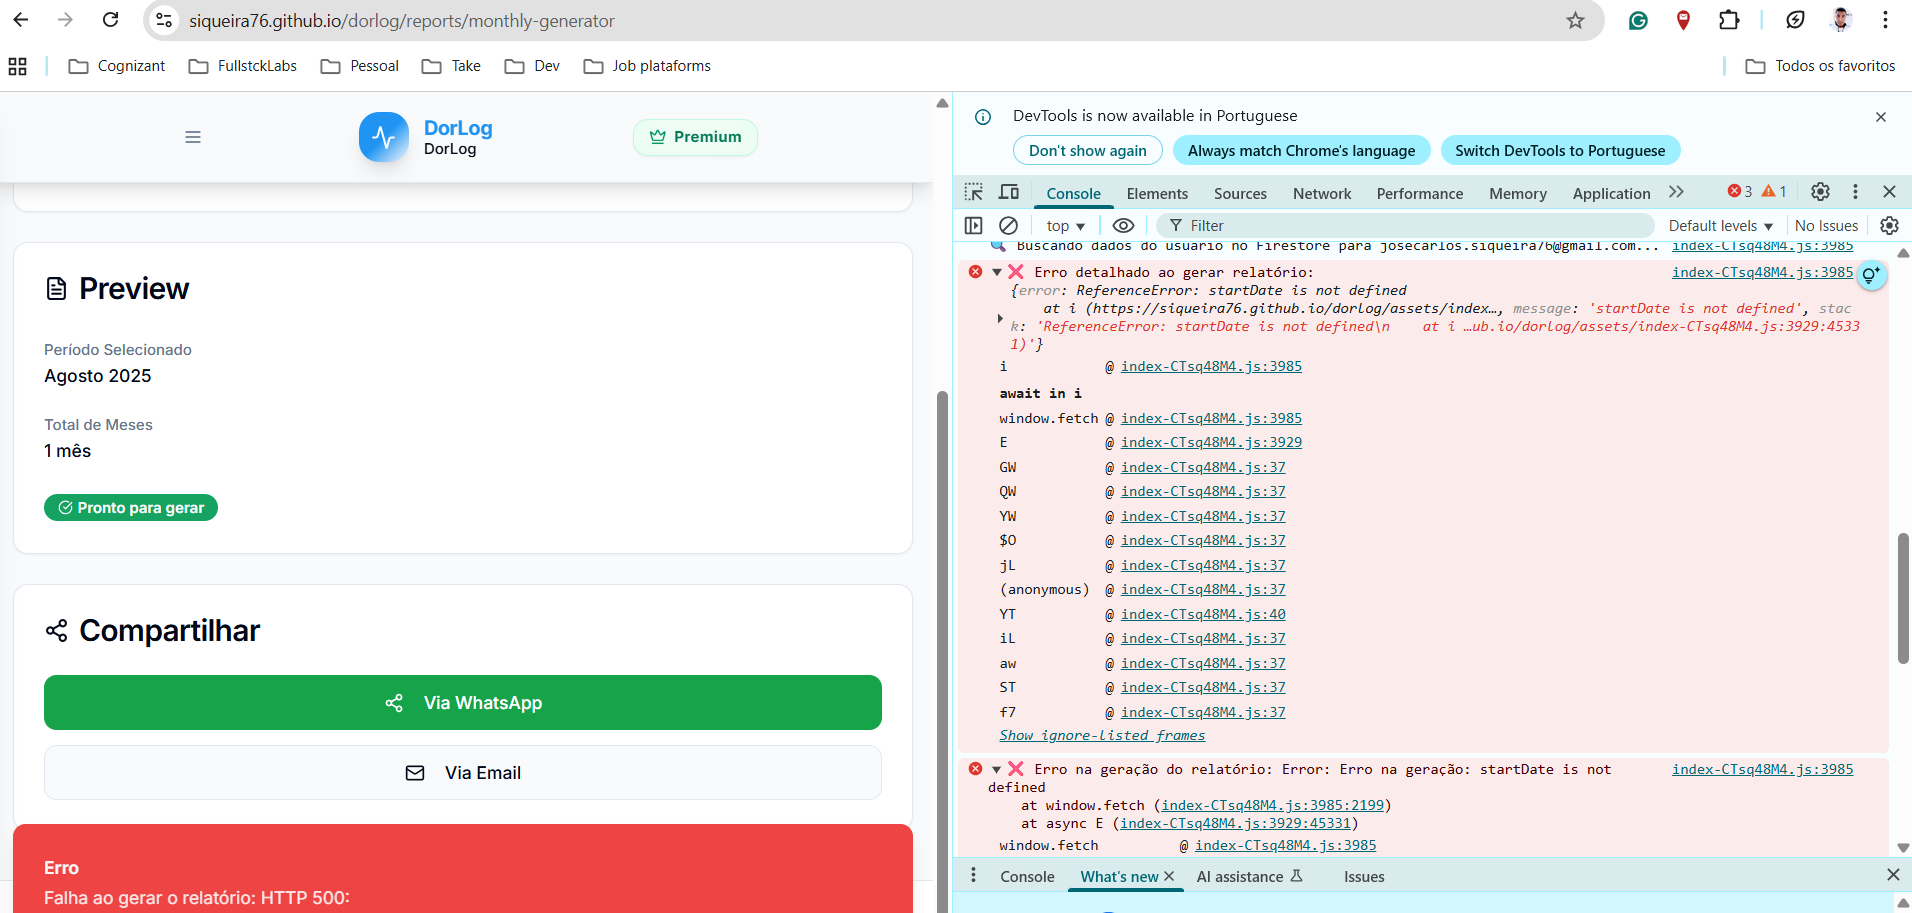 siqueira76.github.io/dorlog/reports/monthly-generator
Cognizant
FullstckLabs
Pessoal
Take
Dev
Job plataforms
Todos os favoritos
DorLog
DorLog
Premium
Preview
Período Selecionado
Agosto 2025
Total de Meses
1 mês
Pronto para gerar
Compartilhar
Via WhatsApp
Via Email
Erro
Falha ao gerar o relatório: HTTP 500:
DevTools is now available in Portuguese
Don't show again
Always match Chrome's language
Switch DevTools to Portuguese
Console
Elements
Sources
Network
Performance
Memory
Application
3
1
top
Filter
Default levels
No Issues
Buscando dados do usuário no Firestore para josecarlos.siqueira76@gmail.com... index-CTsq48M4.js:3985
Erro detalhado ao gerar relatório: index-CTsq48M4.js:3985
{error: ReferenceError: startDate is not defined
at i (https://siqueira76.github.io/dorlog/assets/index…, message: 'startDate is not defined', stac
k: 'ReferenceError: startDate is not defined\n    at i …ub.io/dorlog/assets/index-CTsq48M4.js:3929:4533
1)'}
i @ index-CTsq48M4.js:3985
await in i
window.fetch @ index-CTsq48M4.js:3985
E @ index-CTsq48M4.js:3929
GW @ index-CTsq48M4.js:37
QW @ index-CTsq48M4.js:37
YW @ index-CTsq48M4.js:37
$O @ index-CTsq48M4.js:37
jL @ index-CTsq48M4.js:37
(anonymous) @ index-CTsq48M4.js:37
YT @ index-CTsq48M4.js:40
iL @ index-CTsq48M4.js:37
aw @ index-CTsq48M4.js:37
ST @ index-CTsq48M4.js:37
f7 @ index-CTsq48M4.js:37
Show ignore-listed frames
Erro na geração do relatório: Error: Erro na geração: startDate is not index-CTsq48M4.js:3985
defined
at window.fetch (index-CTsq48M4.js:3985:2199)
at async E (index-CTsq48M4.js:3929:45331)
window.fetch @ index-CTsq48M4.js:3985
Console
What's new
AI assistance
Issues